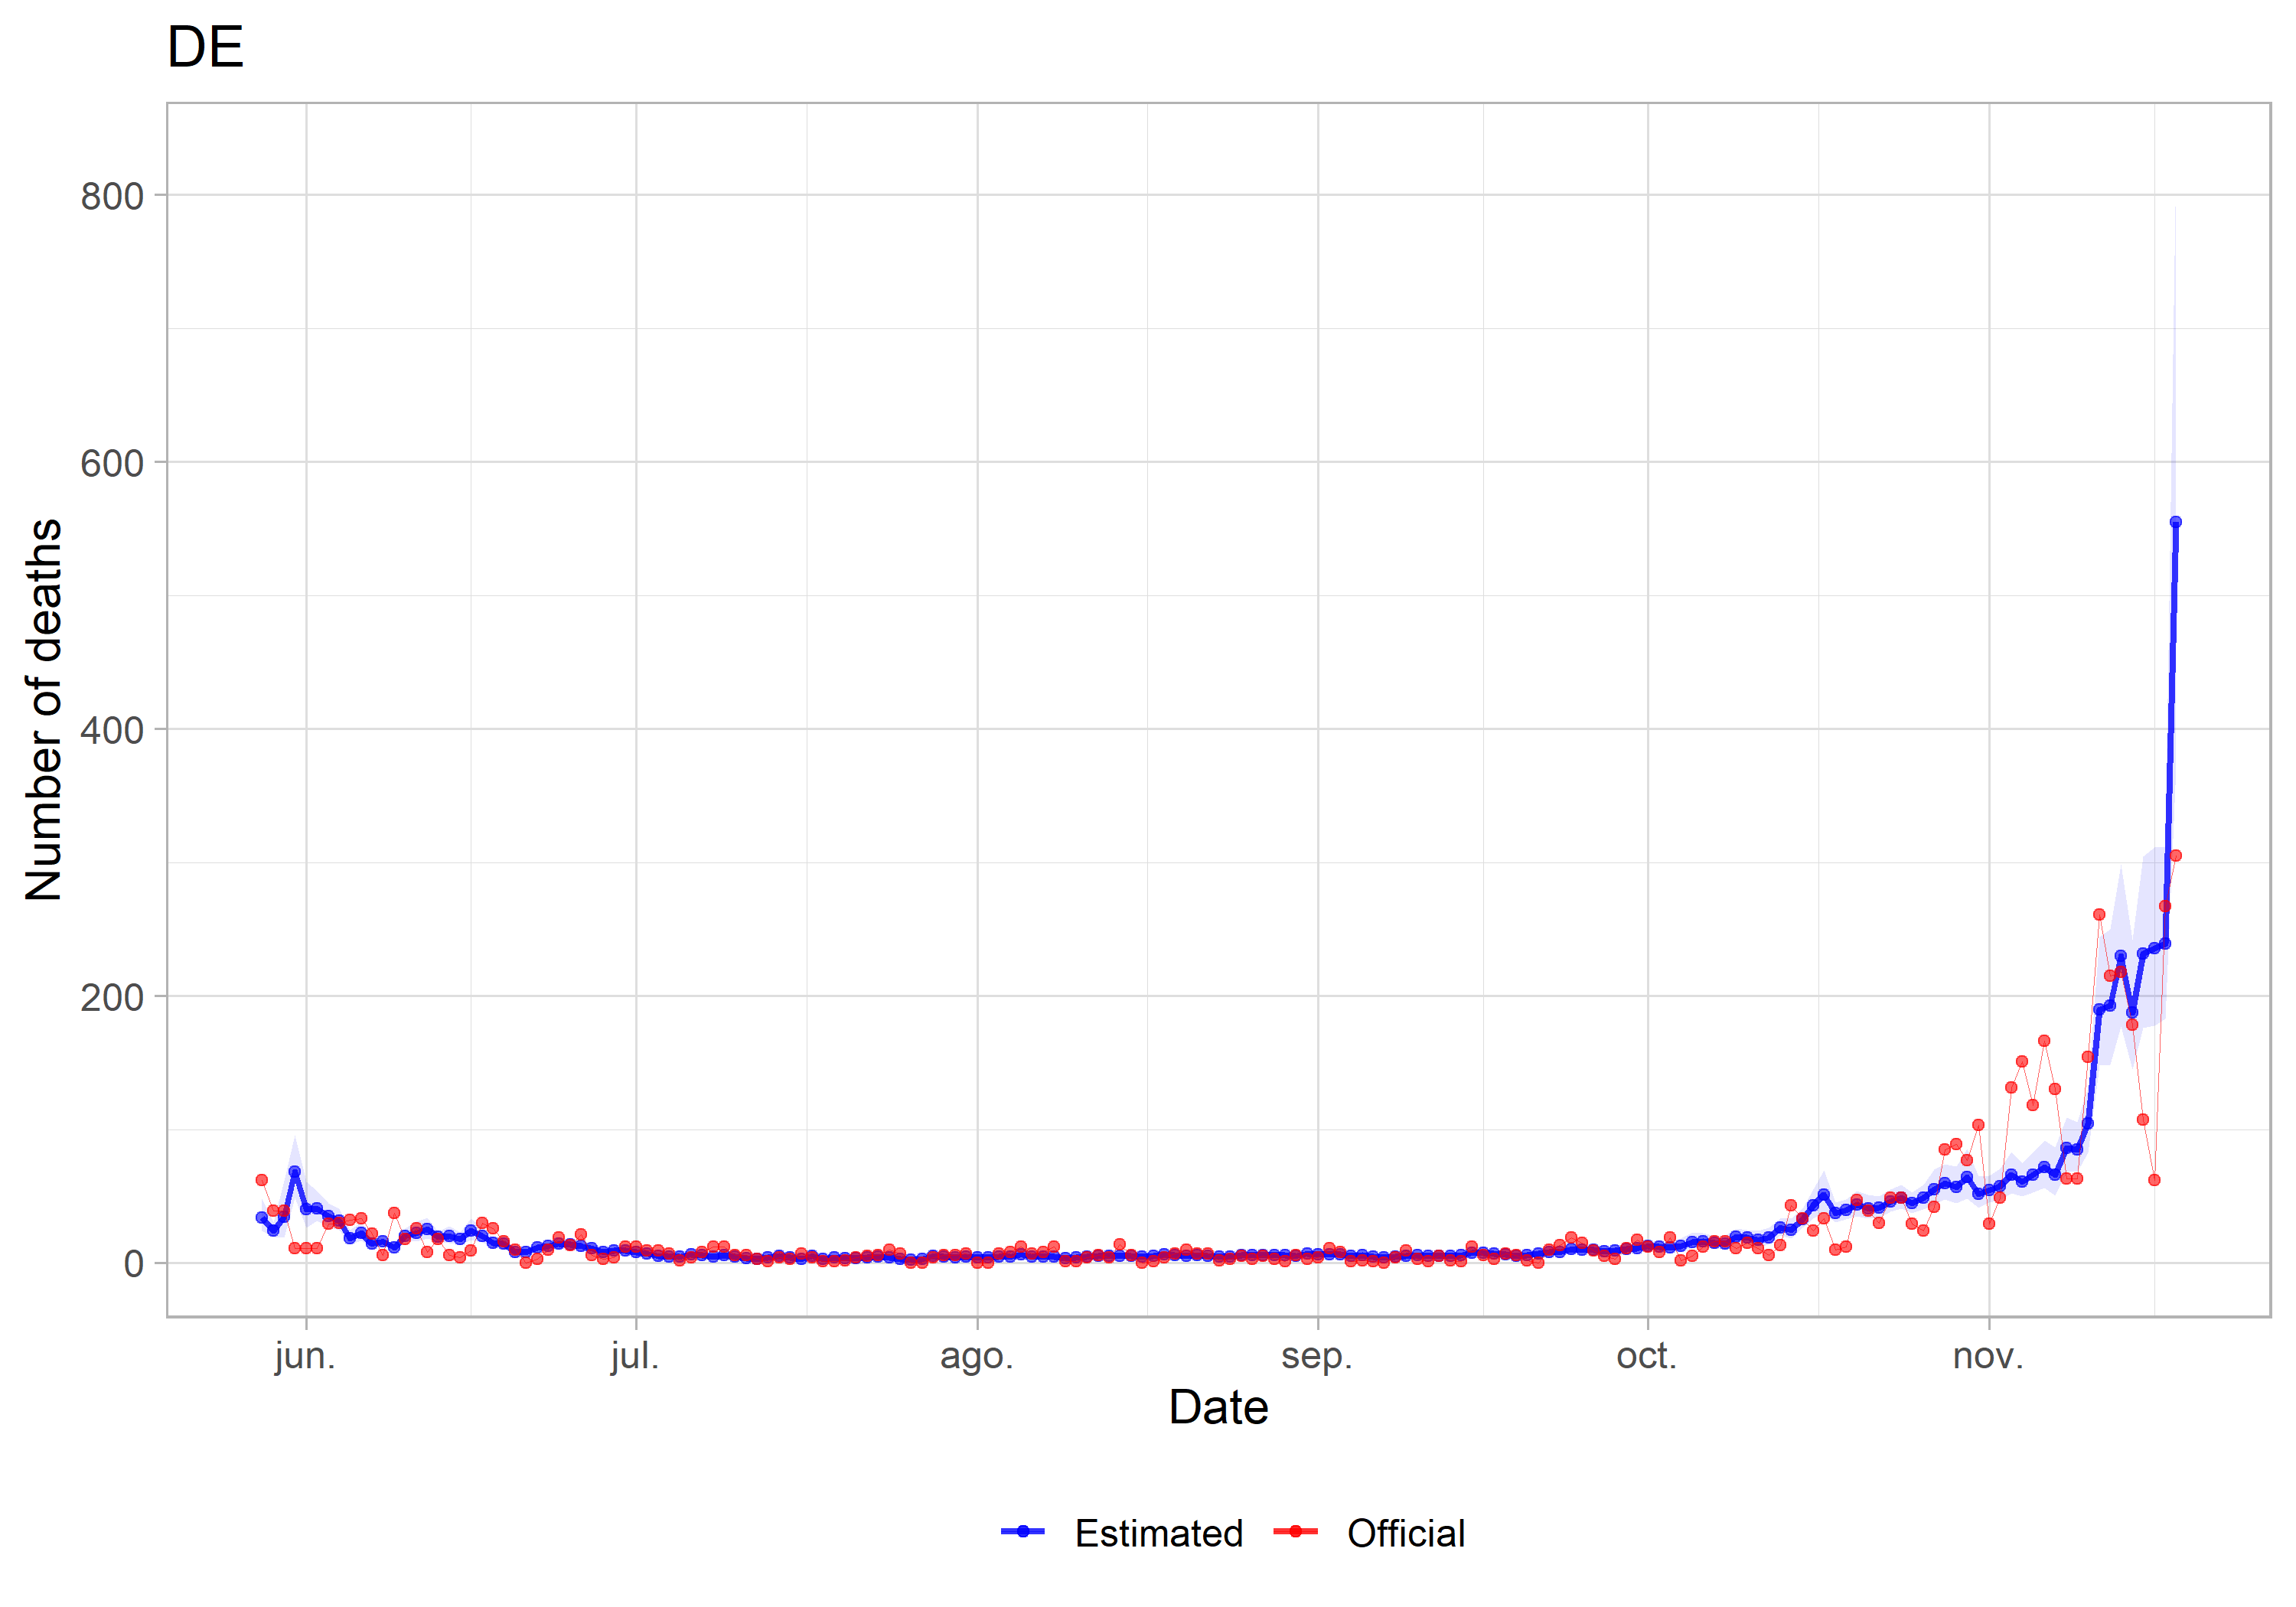 DE
Number of deaths
800
600
400
200
0
jun. jul. ago. sep. oct. nov.
Date
Estimated Official